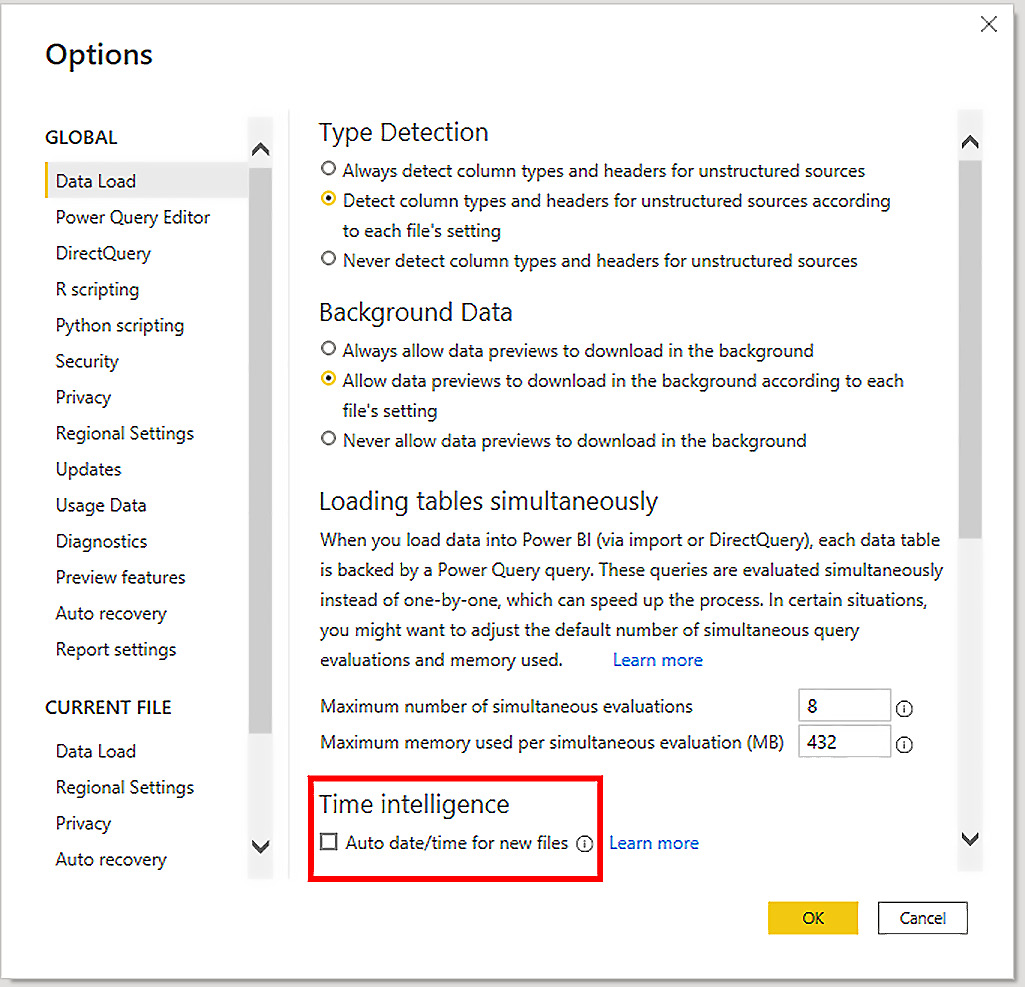 Options
GLOBAL
Data Load
Power Query Editor
DirectQuery
R scripting
Python scripting
Security
Privacy
Regional Settings
Updates
Usage Data
Diagnostics
Preview features
Auto recovery
Report settings
CURRENT FILE
Data Load
Regional Settings
Privacy
Auto recovery
Type Detection
Always detect column types and headers for unstructured sources
Detect column types and headers for unstructured sources according
to each file's setting
Never detect column types and headers for unstructured sources
Background Data
Always allow data previews to download in the background
Allow data previews to download in the background according to each
file's setting
Never allow data previews to download in the background
Loading tables simultaneously
When you load data into Power BI (via import or DirectQuery), each data table
is backed by a Power Query query. These queries are evaluated simultaneously
instead of one-by-one, which can speed up the process. In certain situations,
you might want to adjust the default number of simultaneous query
evaluations and memory used. Learn more
Maximum number of simultaneous evaluations 8
Maximum memory used per simultaneous evaluation (MB) 432
Time intelligence
Auto date/time for new files Learn more
OK Cancel